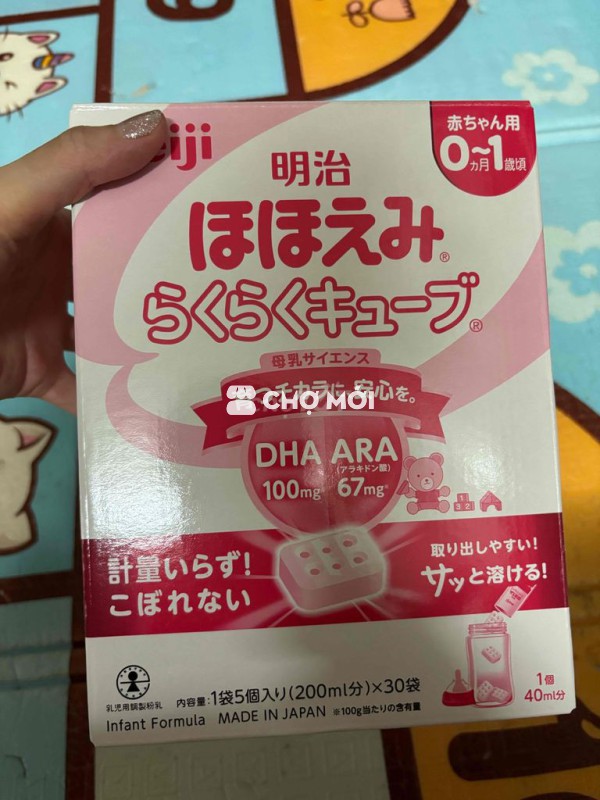 赤ちゃん用
0ヵ月~1歳頃
明治
ほほえみ®
らくらくキューブ®
母乳サイエンス
チカラに、安心を。
CHỢ MỚI
DHA ARA
(アラキドン酸)
100mg 67mg※
計量いらず!
こぼれない
取り出しやすい!
サッと溶ける!
1個
40ml分
乳児用調製粉乳
内容量:1袋5個入り(200ml分)×30袋
Infant Formula MADE IN JAPAN ※100g当たりの含有量